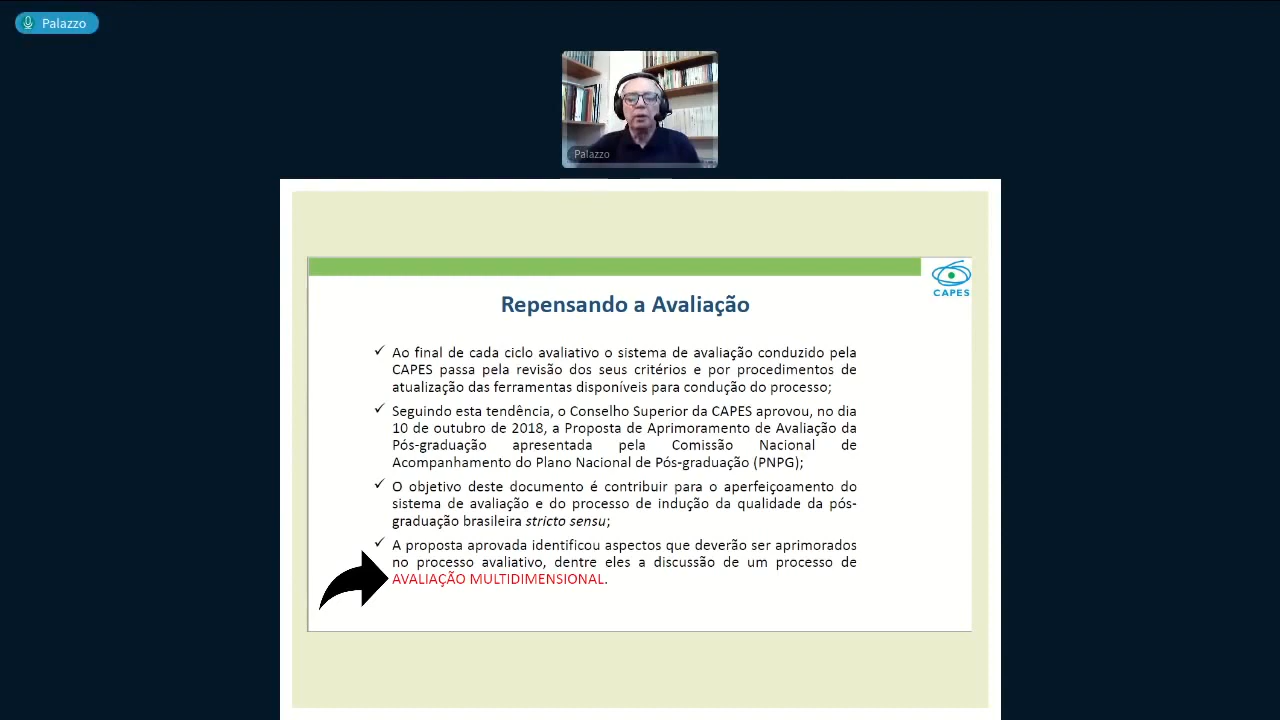 Palazzo
Palazzo
CAPES
Repensando a Avaliação
Ao final de cada ciclo avaliativo o sistema de avaliação conduzido pela
CAPES passa pela revisão dos seus critérios e por procedimentos de
atualização das ferramentas disponíveis para condução do processo;
Seguindo esta tendência, o Conselho Superior da CAPES aprovou, no dia
10 de outubro de 2018, a Proposta de Aprimoramento de Avaliação da
Pós-graduação apresentada pela Comissão Nacional de
Acompanhamento do Plano Nacional de Pós-graduação (PNPG);
O objetivo deste documento é contribuir para o aperfeiçoamento do
sistema de avaliação e do processo de indução da qualidade da pós-
graduação brasileira stricto sensu;
A proposta aprovada identificou aspectos que deverão ser aprimorados
no processo avaliativo, dentre eles a discussão de um processo de
AVALIAÇÃO MULTIDIMENSIONAL.